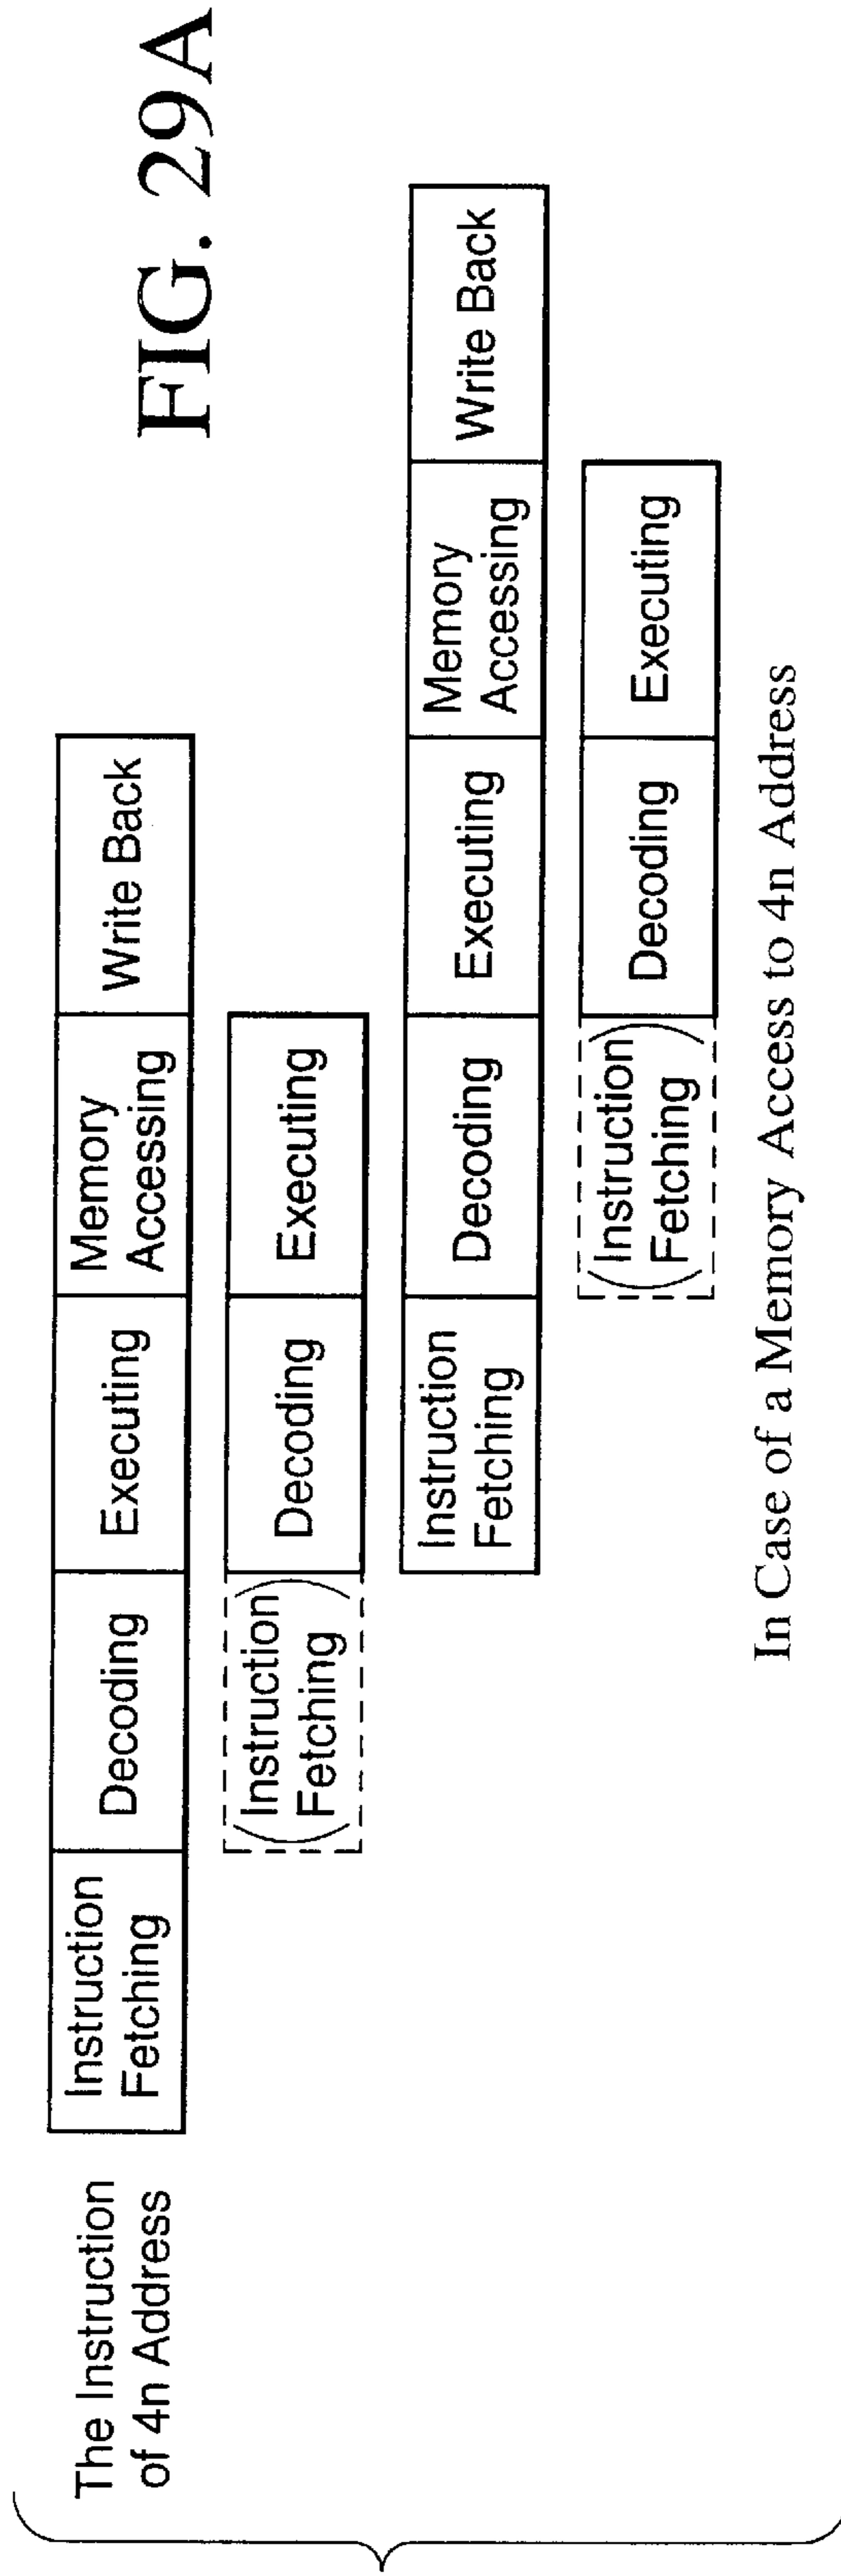 FIG. 29A
The Instruction
of 4n Address
Instruction
Fetching
Decoding
Executing
Memory
Accessing
Write Back
(Instruction
Fetching)
Decoding
Executing
Instruction
Fetching
Decoding
Executing
Memory
Accessing
Write Back
(Instruction
Fetching)
Decoding
Executing
In Case of a Memory Access to 4n Address